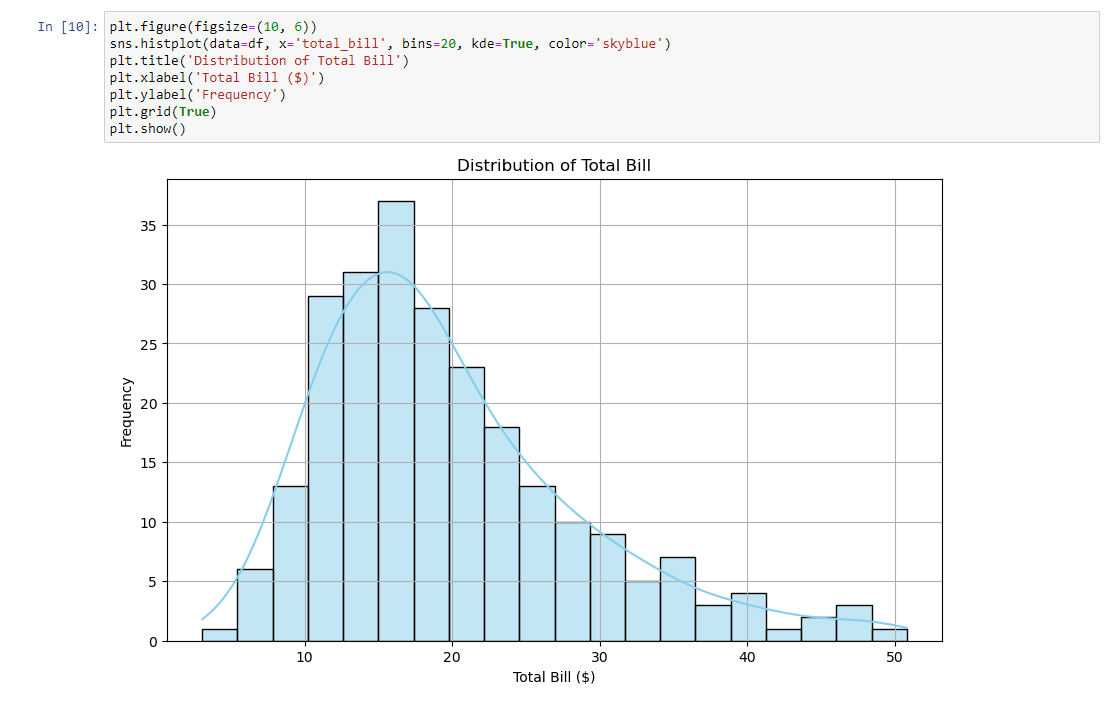 In [10]: plt.figure(figsize=(10, 6))
sns.histplot(data=df, x='total_bill', bins=20, kde=True, color='skyblue')
plt.title('Distribution of Total Bill')
plt.xlabel('Total Bill ($)')
plt.ylabel('Frequency')
plt.grid(True)
plt.show()
Distribution of Total Bill
35
30
25
20
15
10
5
0
Frequency
10 20 30 40 50
Total Bill ($)